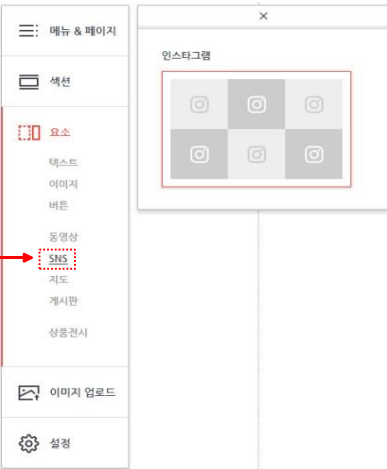 메뉴 & 페이지
섹션
요소
텍스트
이미지
버튼
동영상
SNS
지도
게시판
상품전시
이미지 업로드
설정
인스타그램